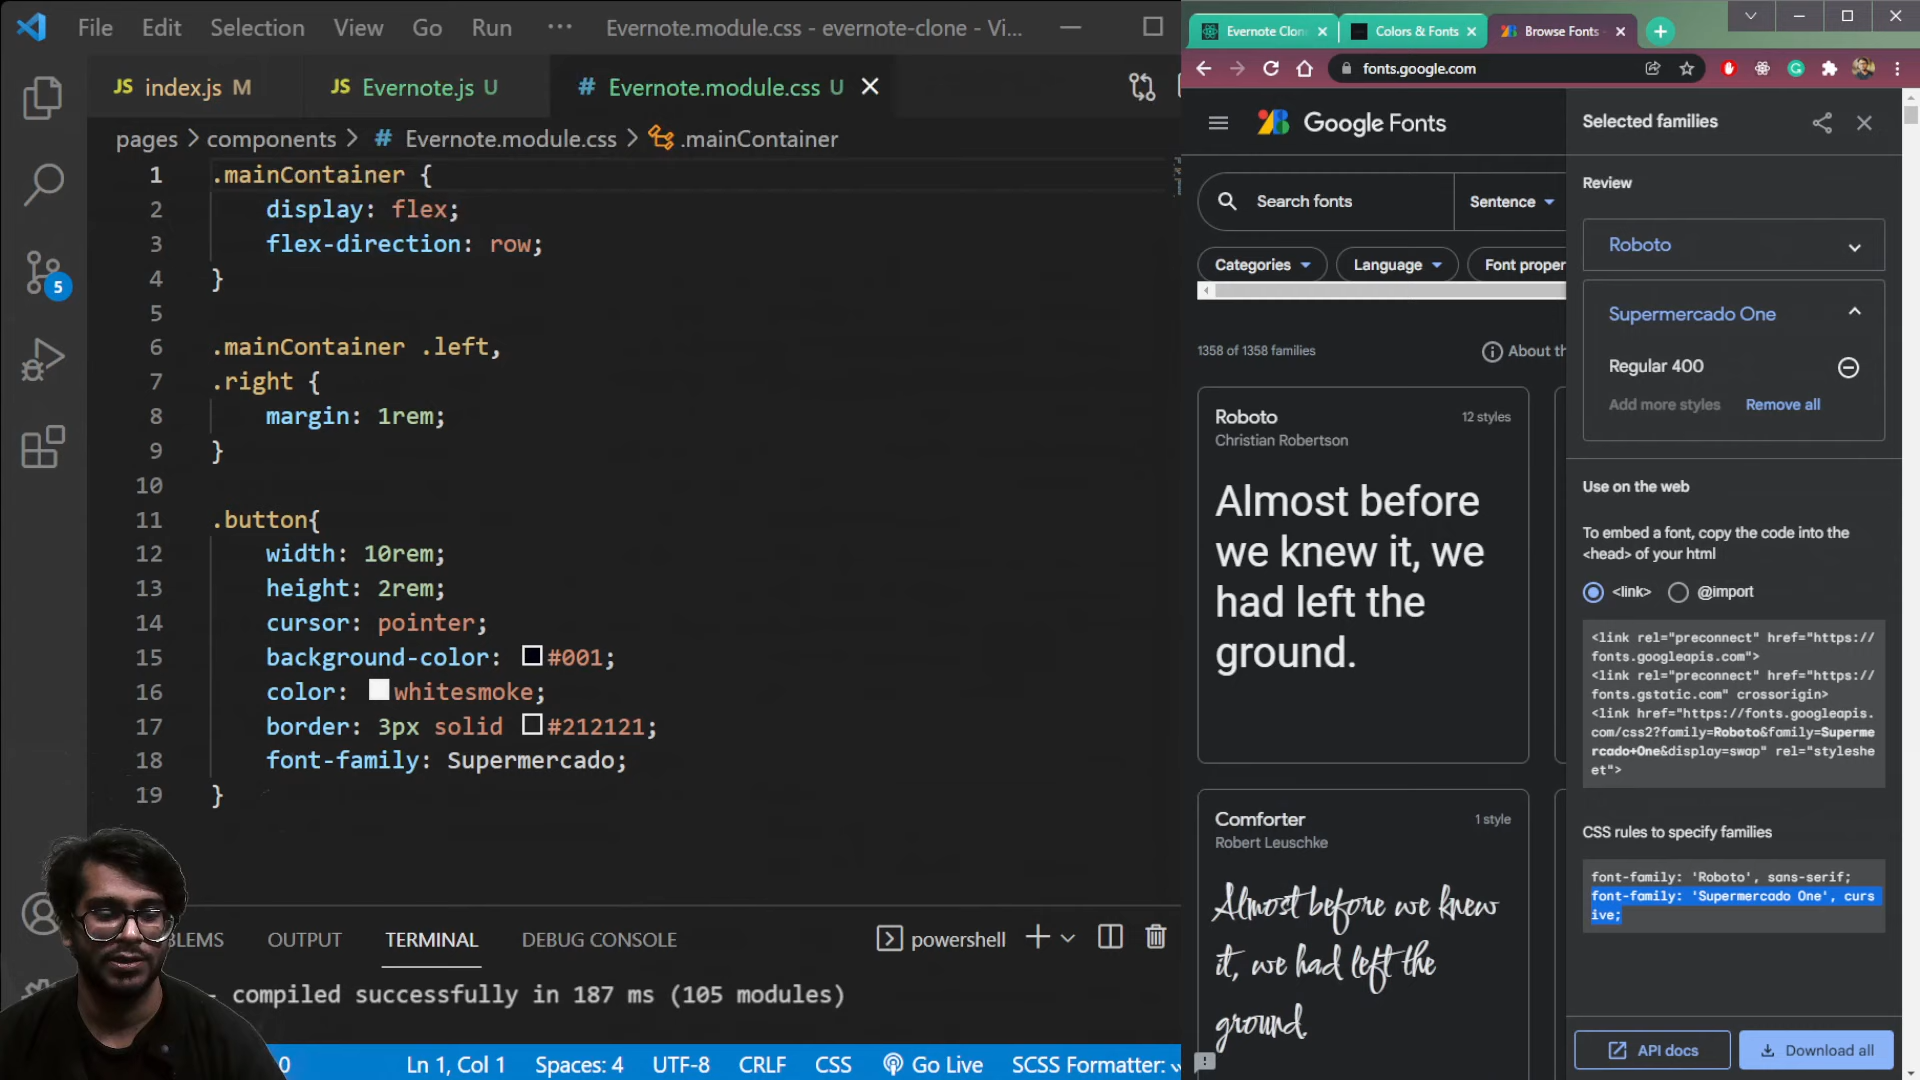 File Edit Selection View Go Run ··· Evernote.module.css - evernote-clone - Vi...
JS index.js M JS Evernote.js U # Evernote.module.css U
pages > components > # Evernote.module.css > .mainContainer
1 .mainContainer {
2 display: flex;
3 flex-direction: row;
4 }
5
6 .mainContainer .left,
7 .right {
8 margin: 1rem;
9 }
10
11 .button{
12 width: 10rem;
13 height: 2rem;
14 cursor: pointer;
15 background-color: #001;
16 color: whitesmoke;
17 border: 3px solid #212121;
18 font-family: Supermercado;
19 }
5
BLEMS OUTPUT TERMINAL DEBUG CONSOLE powershell
- compiled successfully in 187 ms (105 modules)
0 Ln 1, Col 1 Spaces: 4 UTF-8 CRLF CSS Go Live SCSS Formatter:
Evernote Clon Colors & Fonts Browse Fonts -
fonts.google.com
Google Fonts
Search fonts Sentence
Categories Language Font proper
1358 of 1358 families About th
Roboto 12 styles
Christian Robertson
Almost before
we knew it, we
had left the
ground.
Comforter 1 style
Robert Leuschke
Almost before we knew
it, we had left the
ground.
Selected families
Review
Roboto
Supermercado One
Regular 400
Add more styles Remove all
Use on the web
To embed a font, copy the code into the
<head> of your html
<link> @import
<link rel="preconnect" href="https://
fonts.googleapis.com">
<link rel="preconnect" href="https://
fonts.gstatic.com" crossorigin>
<link href="https://fonts.googleapis.
com/css2?family=Roboto&family=Superme
rcado+One&display=swap" rel="styleshe
et">
CSS rules to specify families
font-family: 'Roboto', sans-serif;
font-family: 'Supermercado One', curs
ive;
API docs Download all